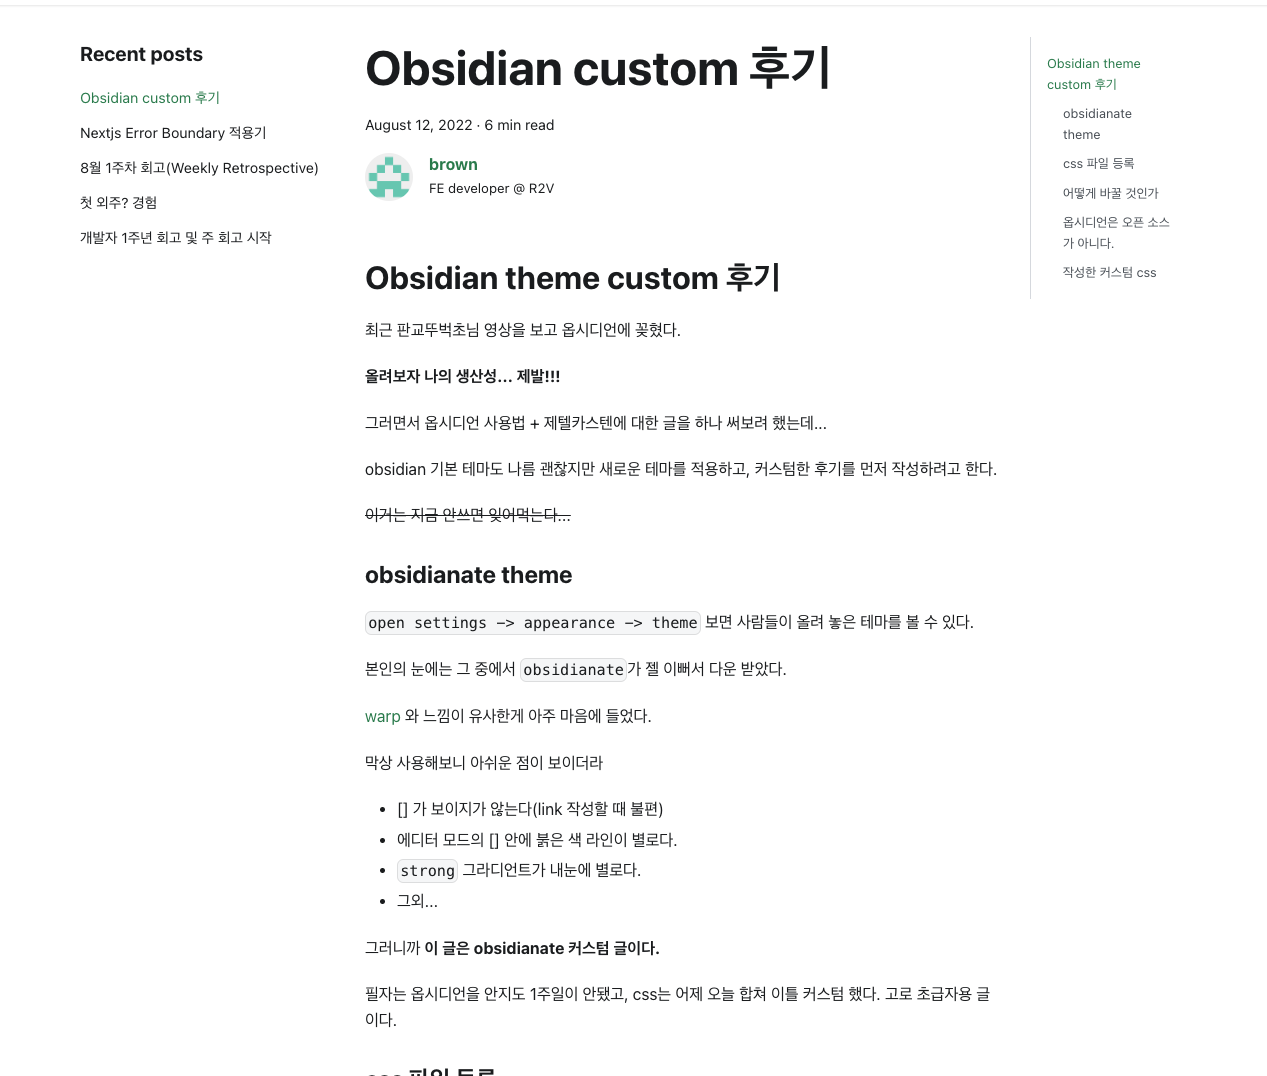 Recent posts
Obsidian custom 후기
Nextjs Error Boundary 적용기
8월 1주차 회고(Weekly Retrospective)
첫 외주? 경험
개발자 1주년 회고 및 주 회고 시작
Obsidian custom 후기
August 12, 2022 · 6 min read
brown
FE developer @ R2V
Obsidian theme custom 후기
최근 판교뚜벅초님 영상을 보고 옵시디언에 꽂혔다.
올려보자 나의 생산성... 제발!!!
그러면서 옵시디언 사용법 + 제텔카스텐에 대한 글을 하나 써보려 했는데...
obsidian 기본 테마도 나름 괜찮지만 새로운 테마를 적용하고, 커스텀한 후기를 먼저 작성하려고 한다.
이거는 지금 안쓰면 잊어먹는다...
obsidianate theme
open settings -> appearance -> theme 보면 사람들이 올려 놓은 테마를 볼 수 있다.
본인의 눈에는 그 중에서 obsidianate가 젤 이뻐서 다운 받았다.
warp 와 느낌이 유사한게 아주 마음에 들었다.
막상 사용해보니 아쉬운 점이 보이더라
• [] 가 보이지가 않는다(link 작성할 때 불편)
• 에디터 모드의 [] 안에 붉은 색 라인이 별로다.
• strong 그라디언트가 내눈에 별로다.
• 그외...
그러니까 이 글은 obsidianate 커스텀 글이다.
필자는 옵시디언을 안지도 1주일이 안됐고, css는 어제 오늘 합쳐 이틀 커스텀 했다. 고로 초급자용 글
이다.
css 파일 등록
Obsidian theme
custom 후기
obsidianate
theme
css 파일 등록
어떻게 바꿀 것인가
옵시디언은 오픈 소스
가 아니다.
작성한 커스텀 css